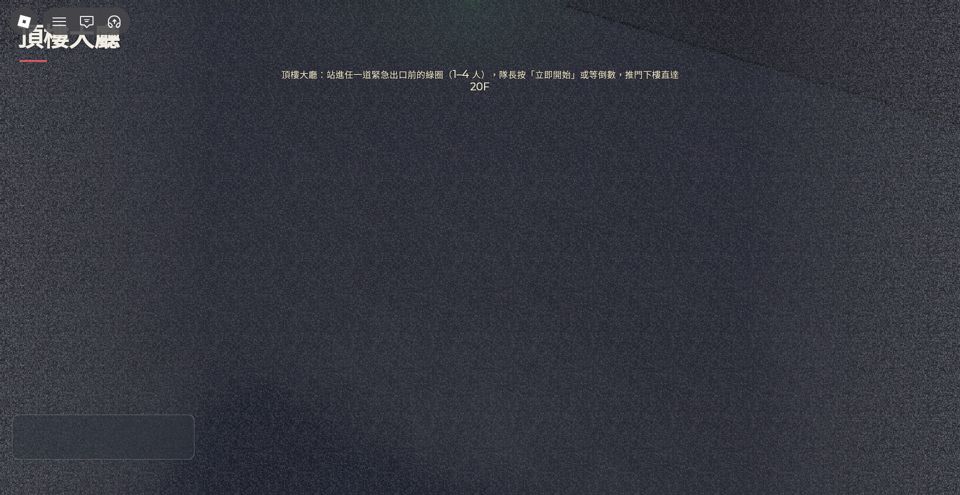 頂樓大廳
頂樓大廳：站進任一道緊急出口前的綠圈（1–4 人），隊長按「立即開始」或等倒數，推門下樓直達
20F